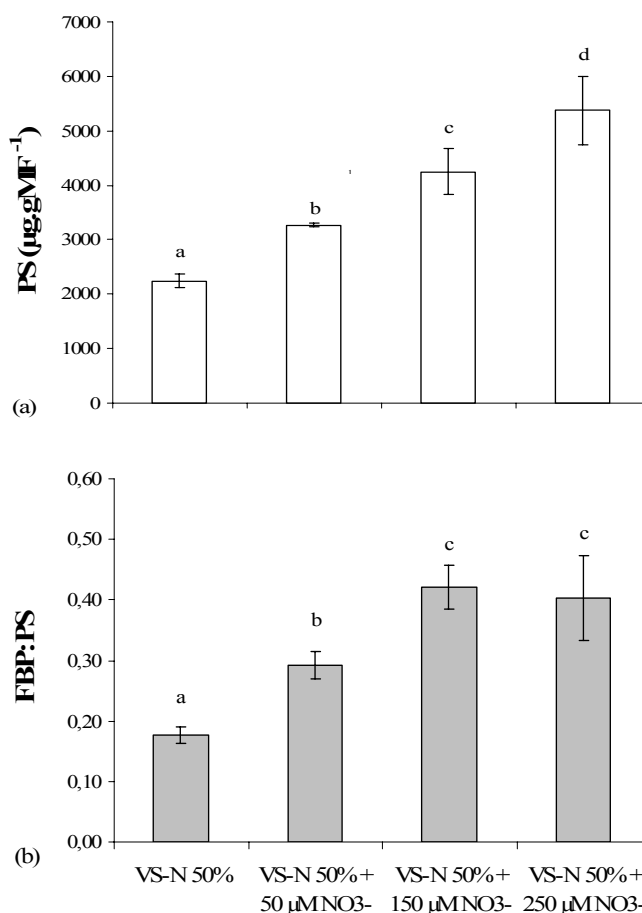 7000
d
6000
c
5000
4000
b
3000
a
2000
1000
0
PS (µg.gMF⁻¹)
(a)
0,60
0,50
c
c
0,40
b
0,30
a
0,20
0,10
0,00
FBP:PS
(b)
VS-N 50%
VS-N 50% +
50 µM NO3-
VS-N 50% +
150 µM NO3-
VS-N 50% +
250 µM NO3-